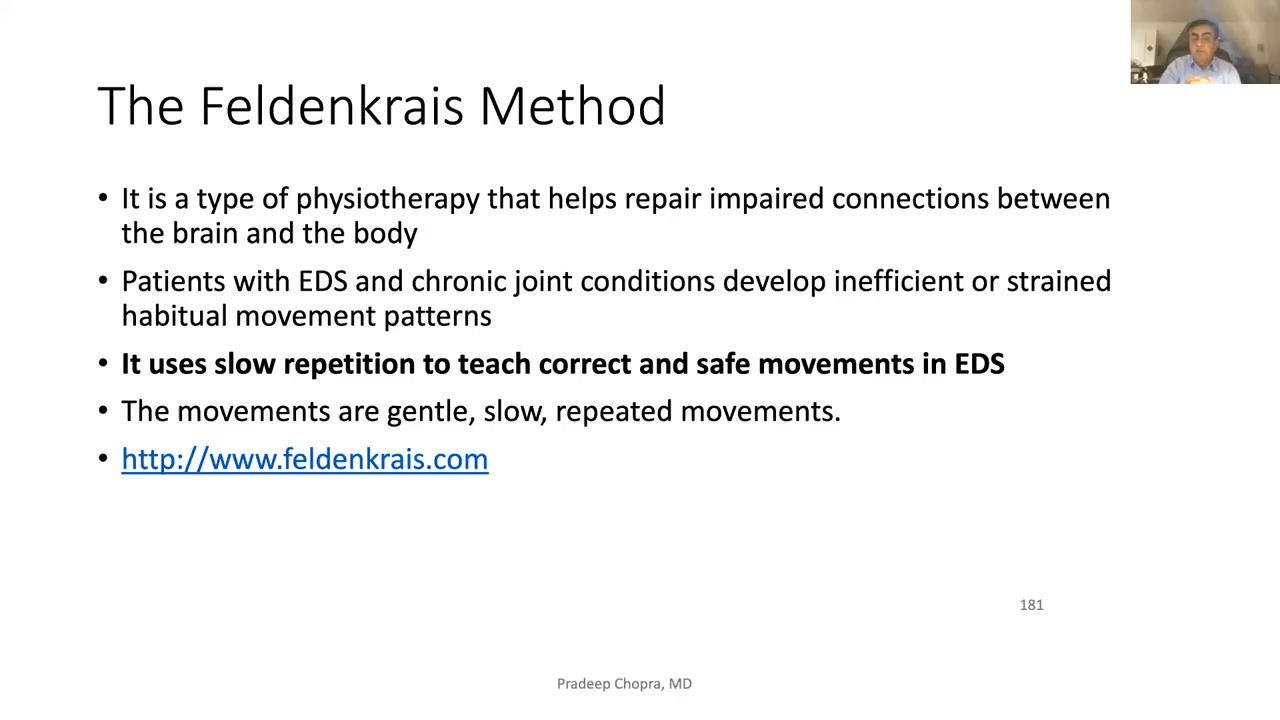 The Feldenkrais Method
• It is a type of physiotherapy that helps repair impaired connections between
the brain and the body
• Patients with EDS and chronic joint conditions develop inefficient or strained
habitual movement patterns
• It uses slow repetition to teach correct and safe movements in EDS
• The movements are gentle, slow, repeated movements.
• http://www.feldenkrais.com
181
Pradeep Chopra, MD